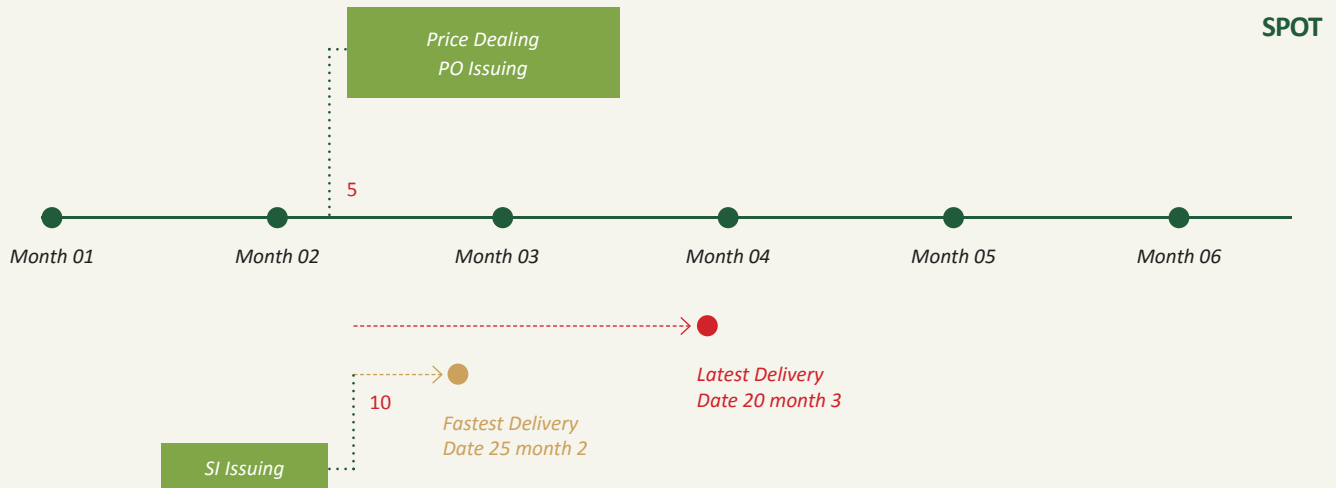 SPOT
Price Dealing
PO Issuing
5
Month 01
Month 02
Month 03
Month 04
Month 05
Month 06
Latest Delivery
Date 20 month 3
10
Fastest Delivery
Date 25 month 2
SI Issuing